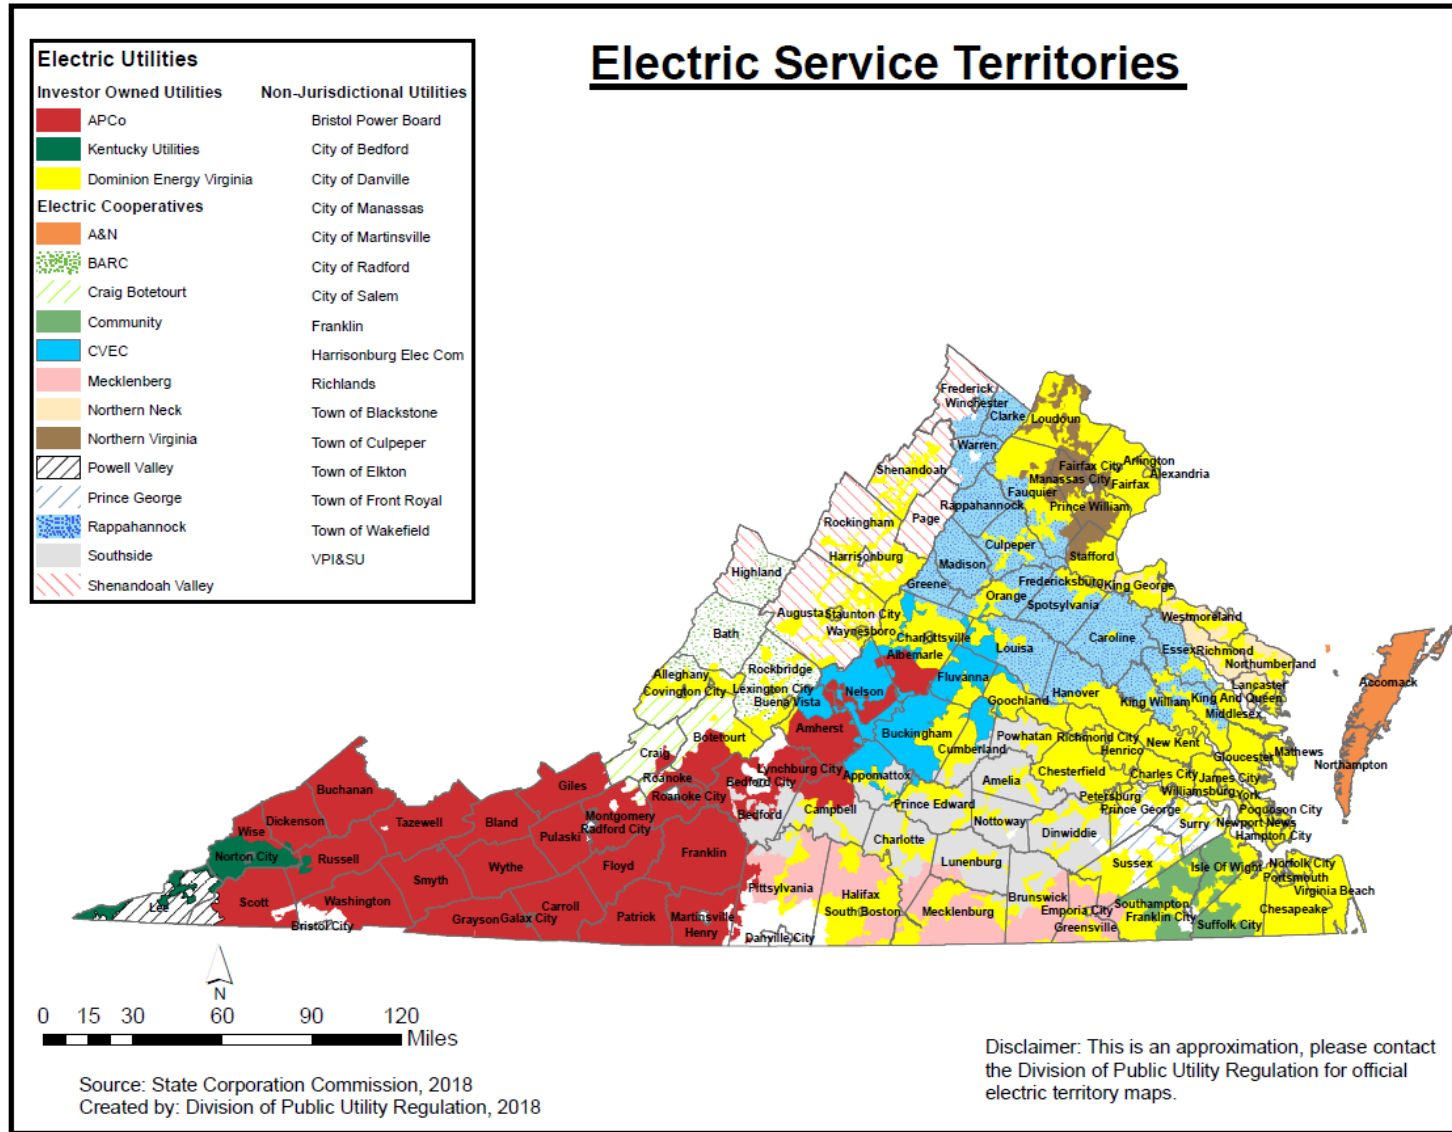 Electric Service Territories
Electric Utilities
Investor Owned Utilities
APCo
Kentucky Utilities
Dominion Energy Virginia
Electric Cooperatives
A&N
BARC
Craig Botetourt
Community
CVEC
Mecklenberg
Northern Neck
Northern Virginia
Powell Valley
Prince George
Rappahannock
Southside
Shenandoah Valley
Non-Jurisdictional Utilities
Bristol Power Board
City of Bedford
City of Danville
City of Manassas
City of Martinsville
City of Radford
City of Salem
Franklin
Harrisonburg Elec Com
Richlands
Town of Blackstone
Town of Culpeper
Town of Elkton
Town of Front Royal
Town of Wakefield
VPI&SU
Frederick
Winchester
Clarke
Loudoun
Warren
Shenandoah
Fairfax City
Arlington
Alexandria
Manassas City
Fairfax
Fauquier
Rappahannock
Prince William
Page
Rockingham
Culpeper
Stafford
Harrisonburg
Madison
Highland
Greene
Fredericksburg
King George
Orange
Spotsylvania
Augusta
Staunton City
Westmoreland
Waynesboro
Charlottsville
Caroline
Bath
Albemarle
Louisa
Essex
Richmond
Northumberland
Rockbridge
Alleghany
Fluvanna
Accomack
Covington City
Lexington City
Nelson
Lancaster
Buena Vista
Goochland
Hanover
King William
King And Queen
Middlesex
Amherst
Buckingham
Powhatan
Richmond City
Henrico
New Kent
Botetourt
Cumberland
Craig
Gloucester
Mathews
Northampton
Roanoke
Lynchburg City
Appomattox
Amelia
Chesterfield
Charles City
James City
Bedford City
Williamsburg
York
Giles
Roanoke City
Petersburg
Buchanan
Prince Edward
Prince George
Poquoson City
Montgomery
Bedford
Campbell
Nottoway
Surry
Newport News
Dickenson
Tazewell
Bland
Radford City
Pulaski
Charlotte
Dinwiddie
Hampton City
Wise
Norton City
Russell
Wythe
Floyd
Franklin
Lunenburg
Sussex
Isle Of Wight
Norfolk City
Portsmouth
Smyth
Pittsylvania
Halifax
Virginia Beach
Lee
Scott
Washington
Carroll
Brunswick
Southampton
Grayson
Galax City
Patrick
Martinsville
South Boston
Mecklenburg
Emporia City
Franklin City
Chesapeake
Bristol City
Henry
Danville City
Greensville
Suffolk City
N
0 15 30 60 90 120
Miles
Source: State Corporation Commission, 2018
Created by: Division of Public Utility Regulation, 2018
Disclaimer: This is an approximation, please contact
the Division of Public Utility Regulation for official
electric territory maps.